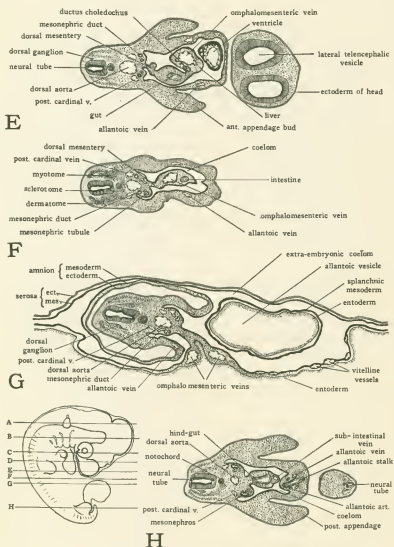 ductus choledochus
mesonephric duct
dorsal mesentery
dorsal ganglion
neural tube
dorsal aorta
post. cardinal v.
gut
allantoic vein
omphalomesenteric vein
ventricle
lateral telencephalic
vesicle
ectoderm of head
liver
ant. appendage bud
E
dorsal mesentery
post. cardinal vein
myotome
sclerotome
dermatome
mesonephric duct
mesonephric tubule
coelom
intestine
omphalomesenteric vein
allantoic vein
F
amnion { mesoderm
ectoderm
serosa { ect.
mes.
extra-embryonic coelom
allantoic vesicle
splanchnic
mesoderm
entoderm
dorsal
ganglion
post. cardinal v.
dorsal aorta
mesonephric duct
allantoic vein
omphalo mesenteric veins
entoderm
vitelline
vessels
G
A
B
C
D
E
F
G
H
hind-gut
dorsal aorta
notochord
neural
tube
post. cardinal v.
mesonephros
sub-intestinal
vein
allantoic vein
allantoic stalk
neural
tube
allantoic art.
coelom
post. appendage
H